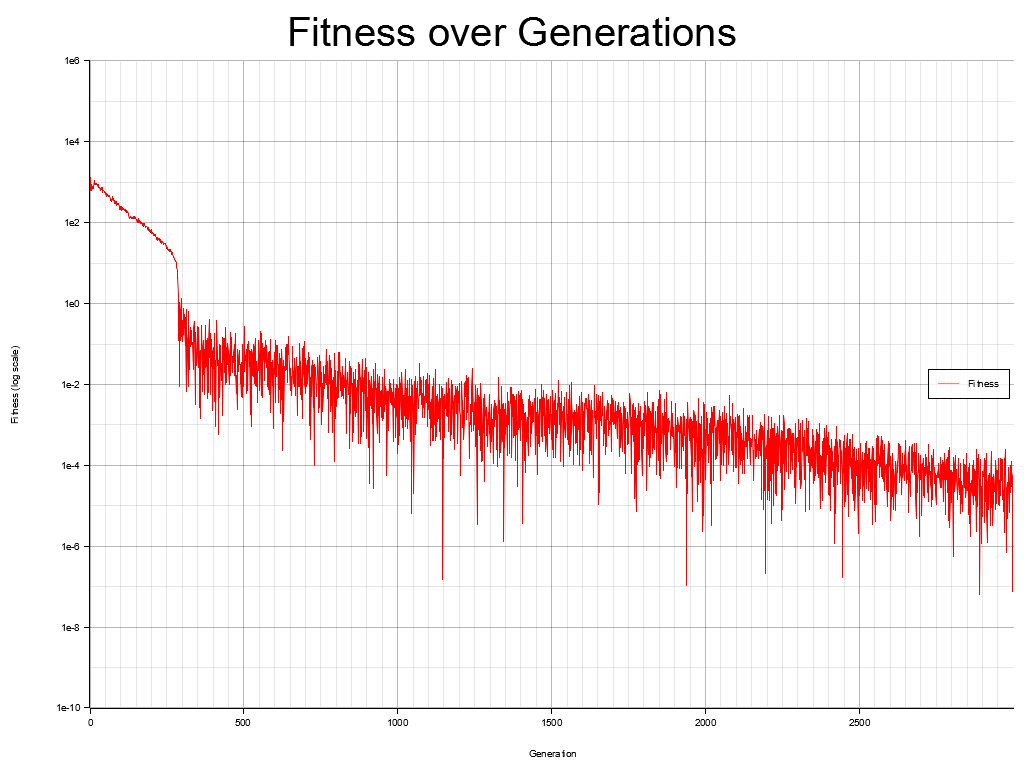 Fitness over Generations
1e6
1e4
1e2
1e0
1e-2
1e-4
1e-6
1e-8
1e-10
Fitness (log scale)
Fitness
0 500 1000 1500 2000 2500
Generation